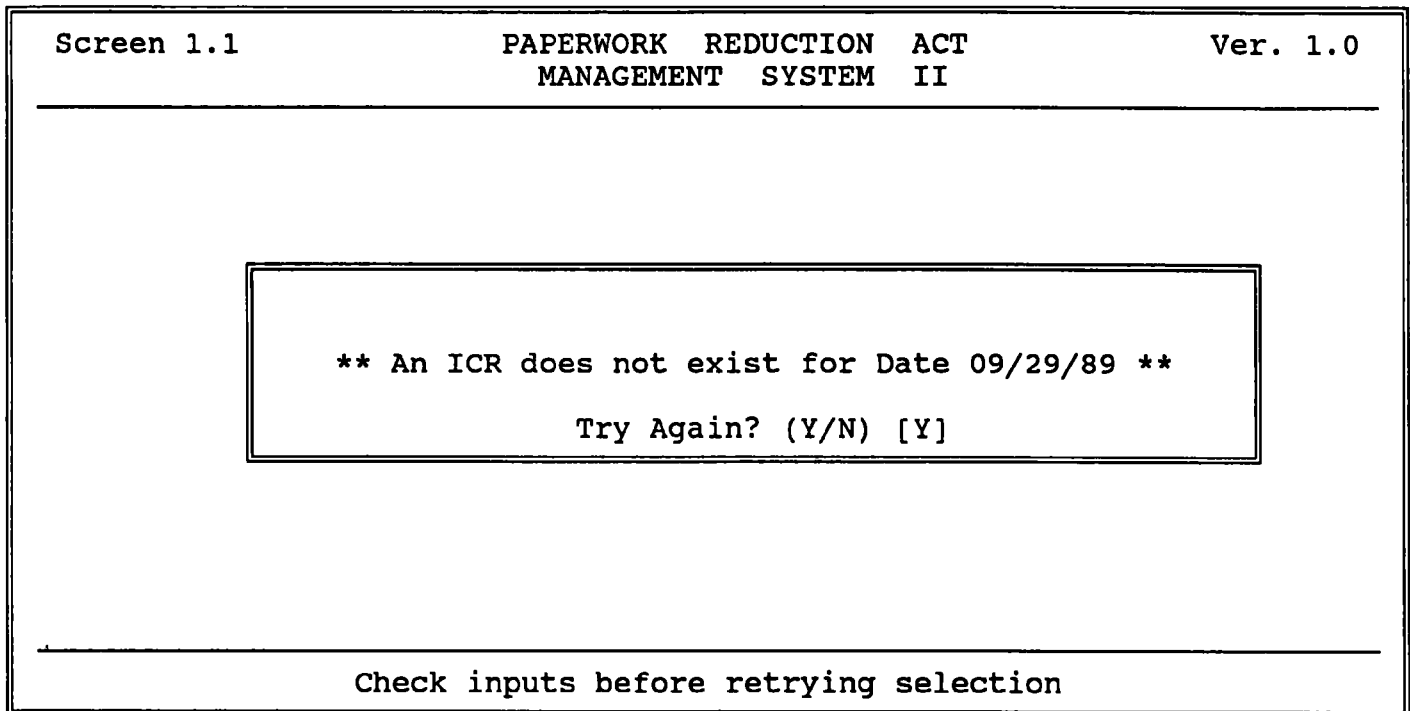 Screen 1.1 PAPERWORK REDUCTION ACT Ver. 1.0
MANAGEMENT SYSTEM II
** An ICR does not exist for Date 09/29/89 **
Try Again? (Y/N) [Y]
Check inputs before retrying selection